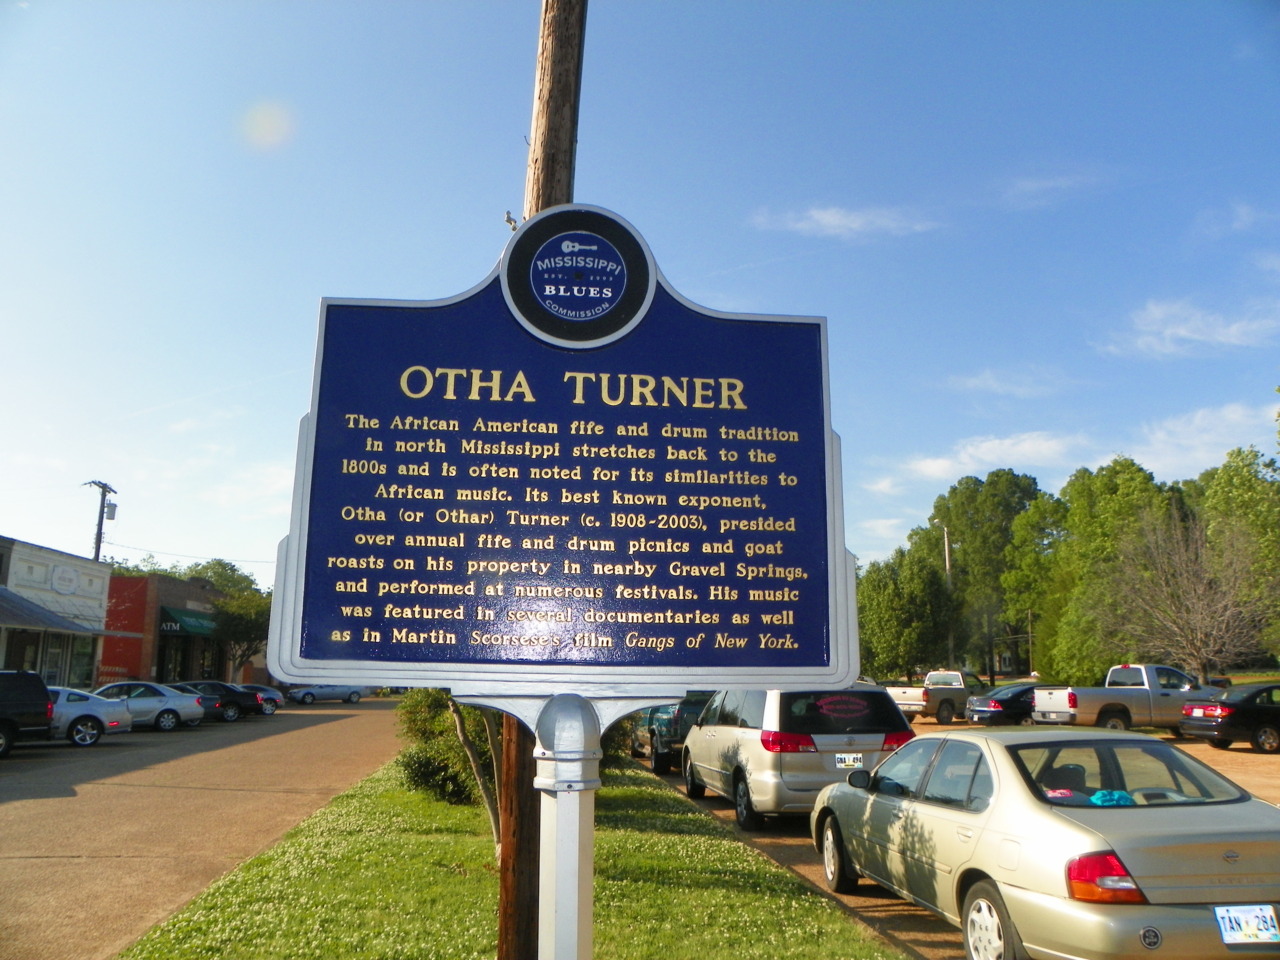 MISSISSIPPI
EST. 2003
BLUES
COMMISSION
OTHA TURNER
The African American fife and drum tradition
in north Mississippi stretches back to the
1800s and is often noted for its similarities to
African music. Its best known exponent,
Otha (or Othar) Turner (c. 1908-2003), presided
over annual fife and drum picnics and goat
roasts on his property in nearby Gravel Springs,
and performed at numerous festivals. His music
was featured in several documentaries as well
as in Martin Scorsese's film Gangs of New York.
ATM
TAN 284